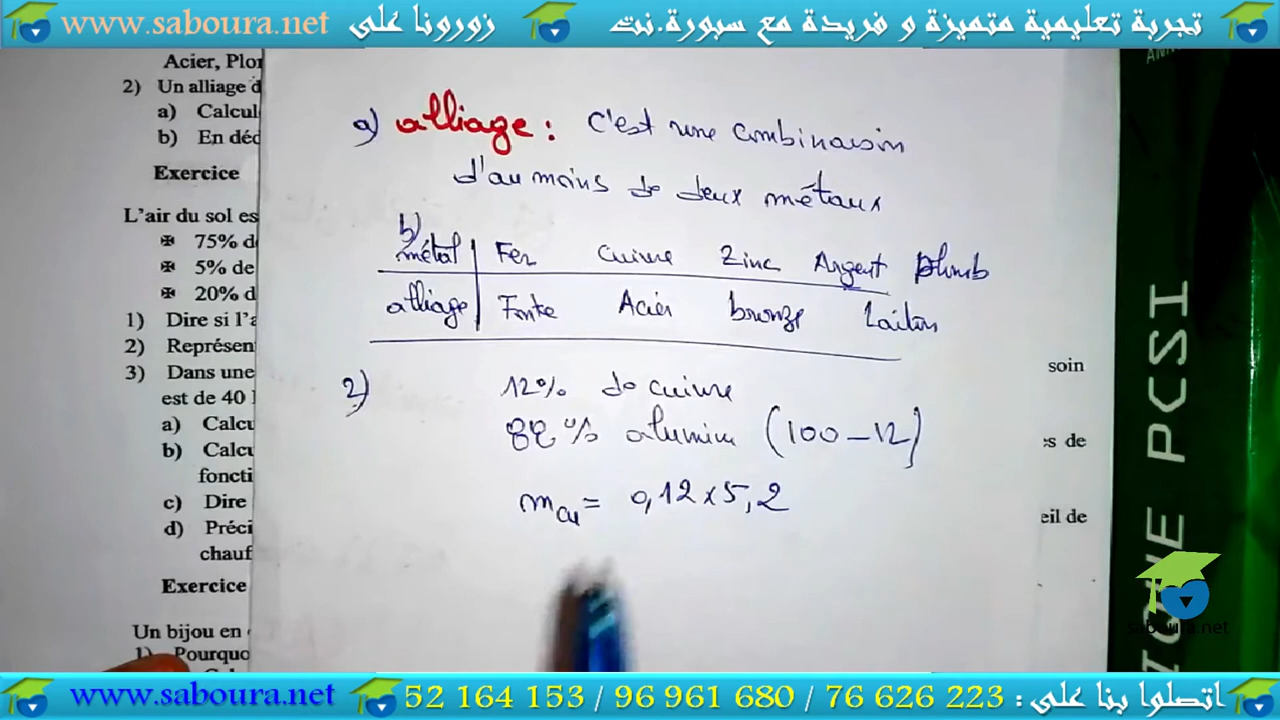 www.saboura.net زورونا على تجربة تعليمية متميزة و فريدة مع سبورة.نت
Acier, Plo
2) Un alliage d
a) Calcul
b) En déd
Exercice
L'air du sol es
75% d
5% de
20% d
1) Dire si l'a
2) Représen
3) Dans une
est de 40
a) Calcu
b) Calcu
foncti
c) Dire
d) Préci
chauf
Exercice
Un bijou en
1) Pourquo
a) alliage : c'est une combinaison
d'au moins de deux métaux
b)
métal Fer cuivre Zinc Argent plomb
alliage Fonte Acier bronze Laiton
2) 12% de cuivre
88% alumin (100-12)
mcu = 0,12 x 5,2
soin
es de
eil de
IQUE PCSI
saboura.net
www.saboura.net 52 164 153 / 96 961 680 / 76 626 223 : اتصلوا بنا على